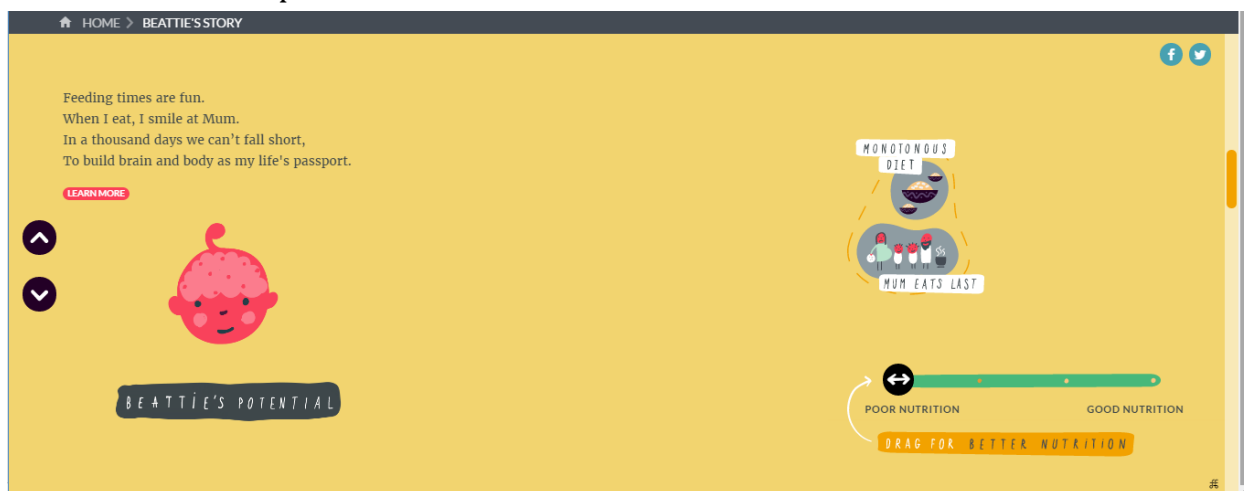 HOME > BEATTIE'S STORY
Feeding times are fun.
When I eat, I smile at Mum.
In a thousand days we can’t fall short,
To build brain and body as my life's passport.
LEARN MORE
BEATTIE'S POTENTIAL
MONOTONOUS
DIET
MUM EATS LAST
POOR NUTRITION
GOOD NUTRITION
DRAG FOR BETTER NUTRITION